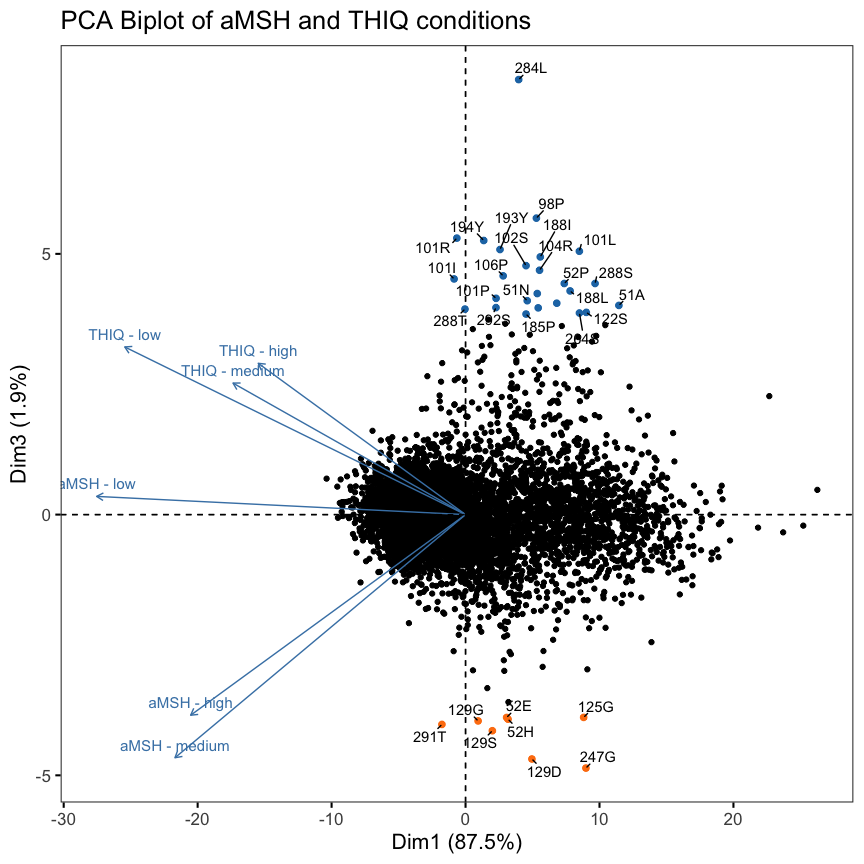 PCA Biplot of aMSH and THIQ conditions
284L
98P
193Y
194Y
188I
102S
101R
104R
101L
101I
106P
52P
288S
101P
51N
188L
51A
288T
292S
185P
122S
THIQ - low
THIQ - high
THIQ - medium
aMSH - low
aMSH - high
aMSH - medium
129G
52E
125G
291T
129S
52H
129D
247G
5
0
-5
-30
-20
-10
0
10
20
Dim1 (87.5%)
Dim3 (1.9%)